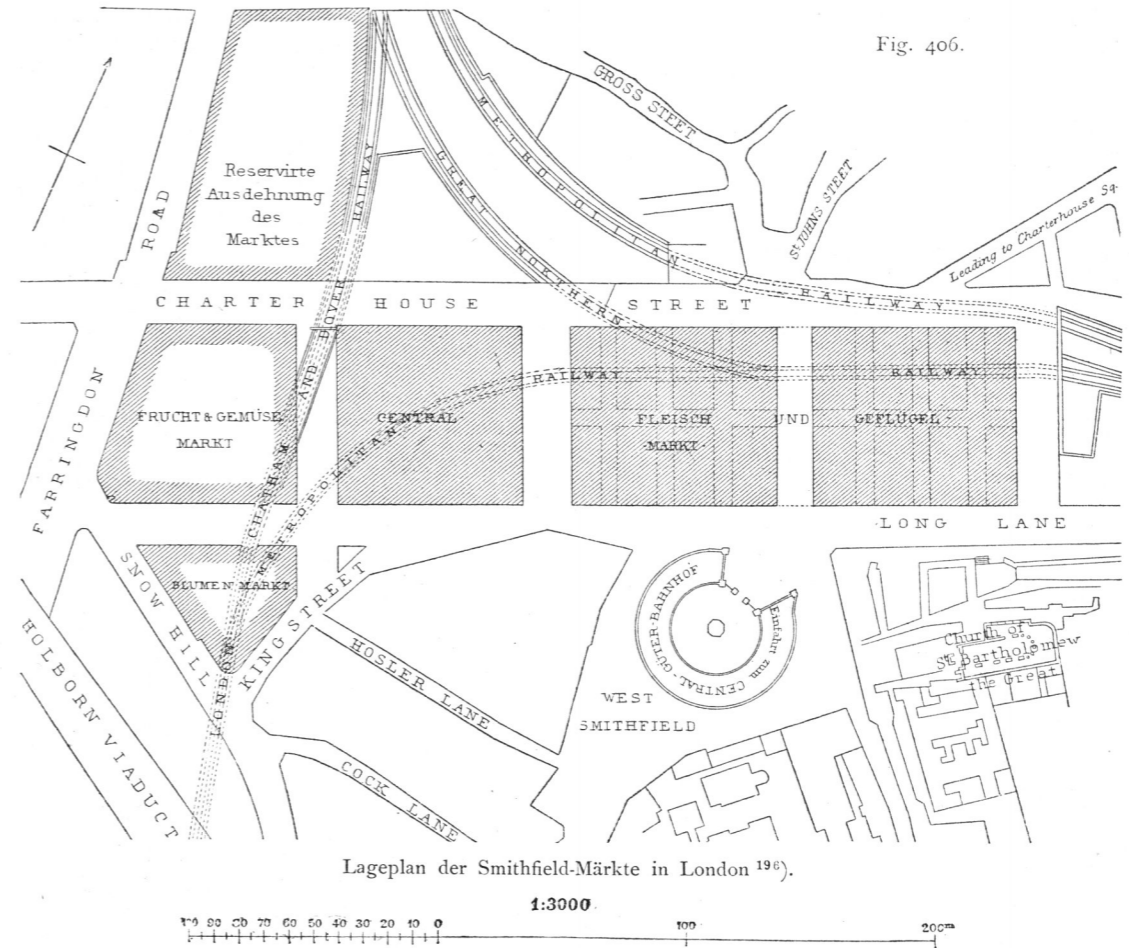 Fig. 406.
GROSS STEET
METROPOLITAN RAILWAY
GREAT NORTHERN RAILWAY
St JOHNS STEET
Leading to Charterhouse Sq.
Reservirte
Ausdehnung
des
Marktes
FARRINGDON ROAD
CHARTER HOUSE STREET
LONDON CHATHAM AND DOVER RAILWAY
FRUCHT & GEMÜSE
MARKT
CENTRAL-
FLEISCH UND GEFLÜGEL-
-MARKT-
METROPOLITAN RAILWAY
LONG LANE
SNOW HILL
BLUMEN MARKT
KING STREET
HOLBORN VIADUCT
HOSLER LANE
COCK LANE
Einfahrt zum CENTRAL-GÜTER-BAHNHOF
WEST
SMITHFIELD
Church of
St Bartholomew
the Great
Lageplan der Smithfield-Märkte in London 196).
1:3000
100 90 80 70 60 50 40 30 20 10 0 100 200m